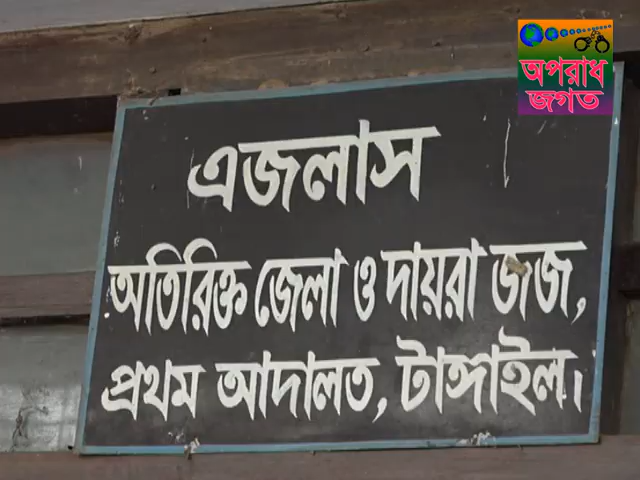 অপরাধ
জগত
এজলাস
অতিরিক্ত জেলা ও দায়রা জজ,
প্রথম আদালত, টাঙ্গাইল।